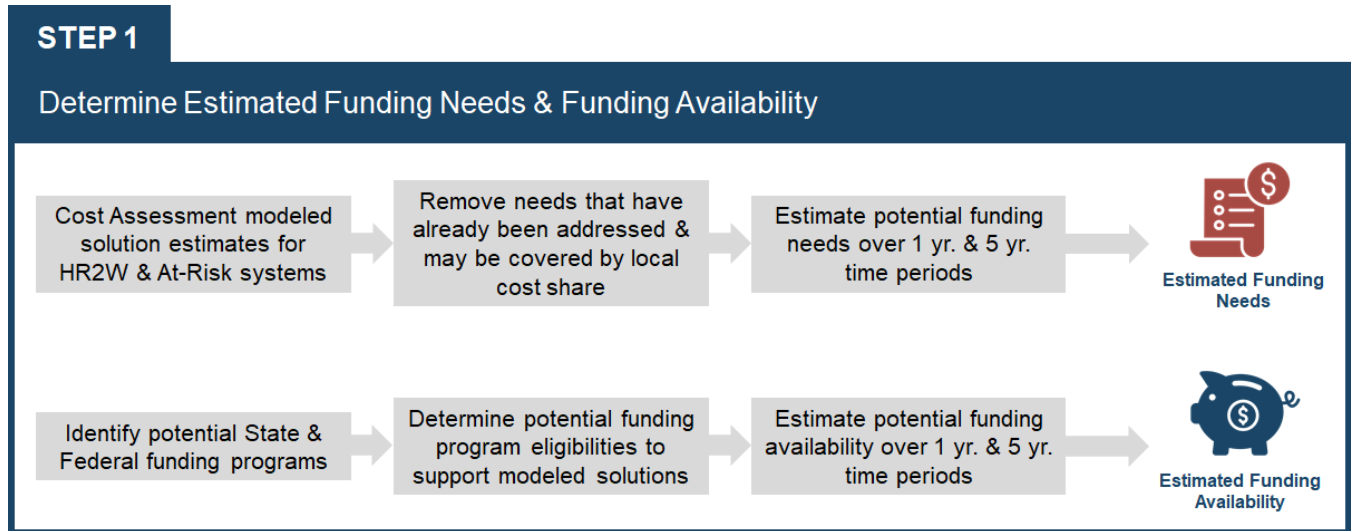 STEP 1
Determine Estimated Funding Needs & Funding Availability
Cost Assessment modeled
solution estimates for
HR2W & At-Risk systems
Remove needs that have
already been addressed &
may be covered by local
cost share
Estimate potential funding
needs over 1 yr. & 5 yr.
time periods
$
Estimated Funding
Needs
Identify potential State &
Federal funding programs
Determine potential funding
program eligibilities to
support modeled solutions
Estimate potential funding
availability over 1 yr. & 5 yr.
time periods
$
Estimated Funding
Availability